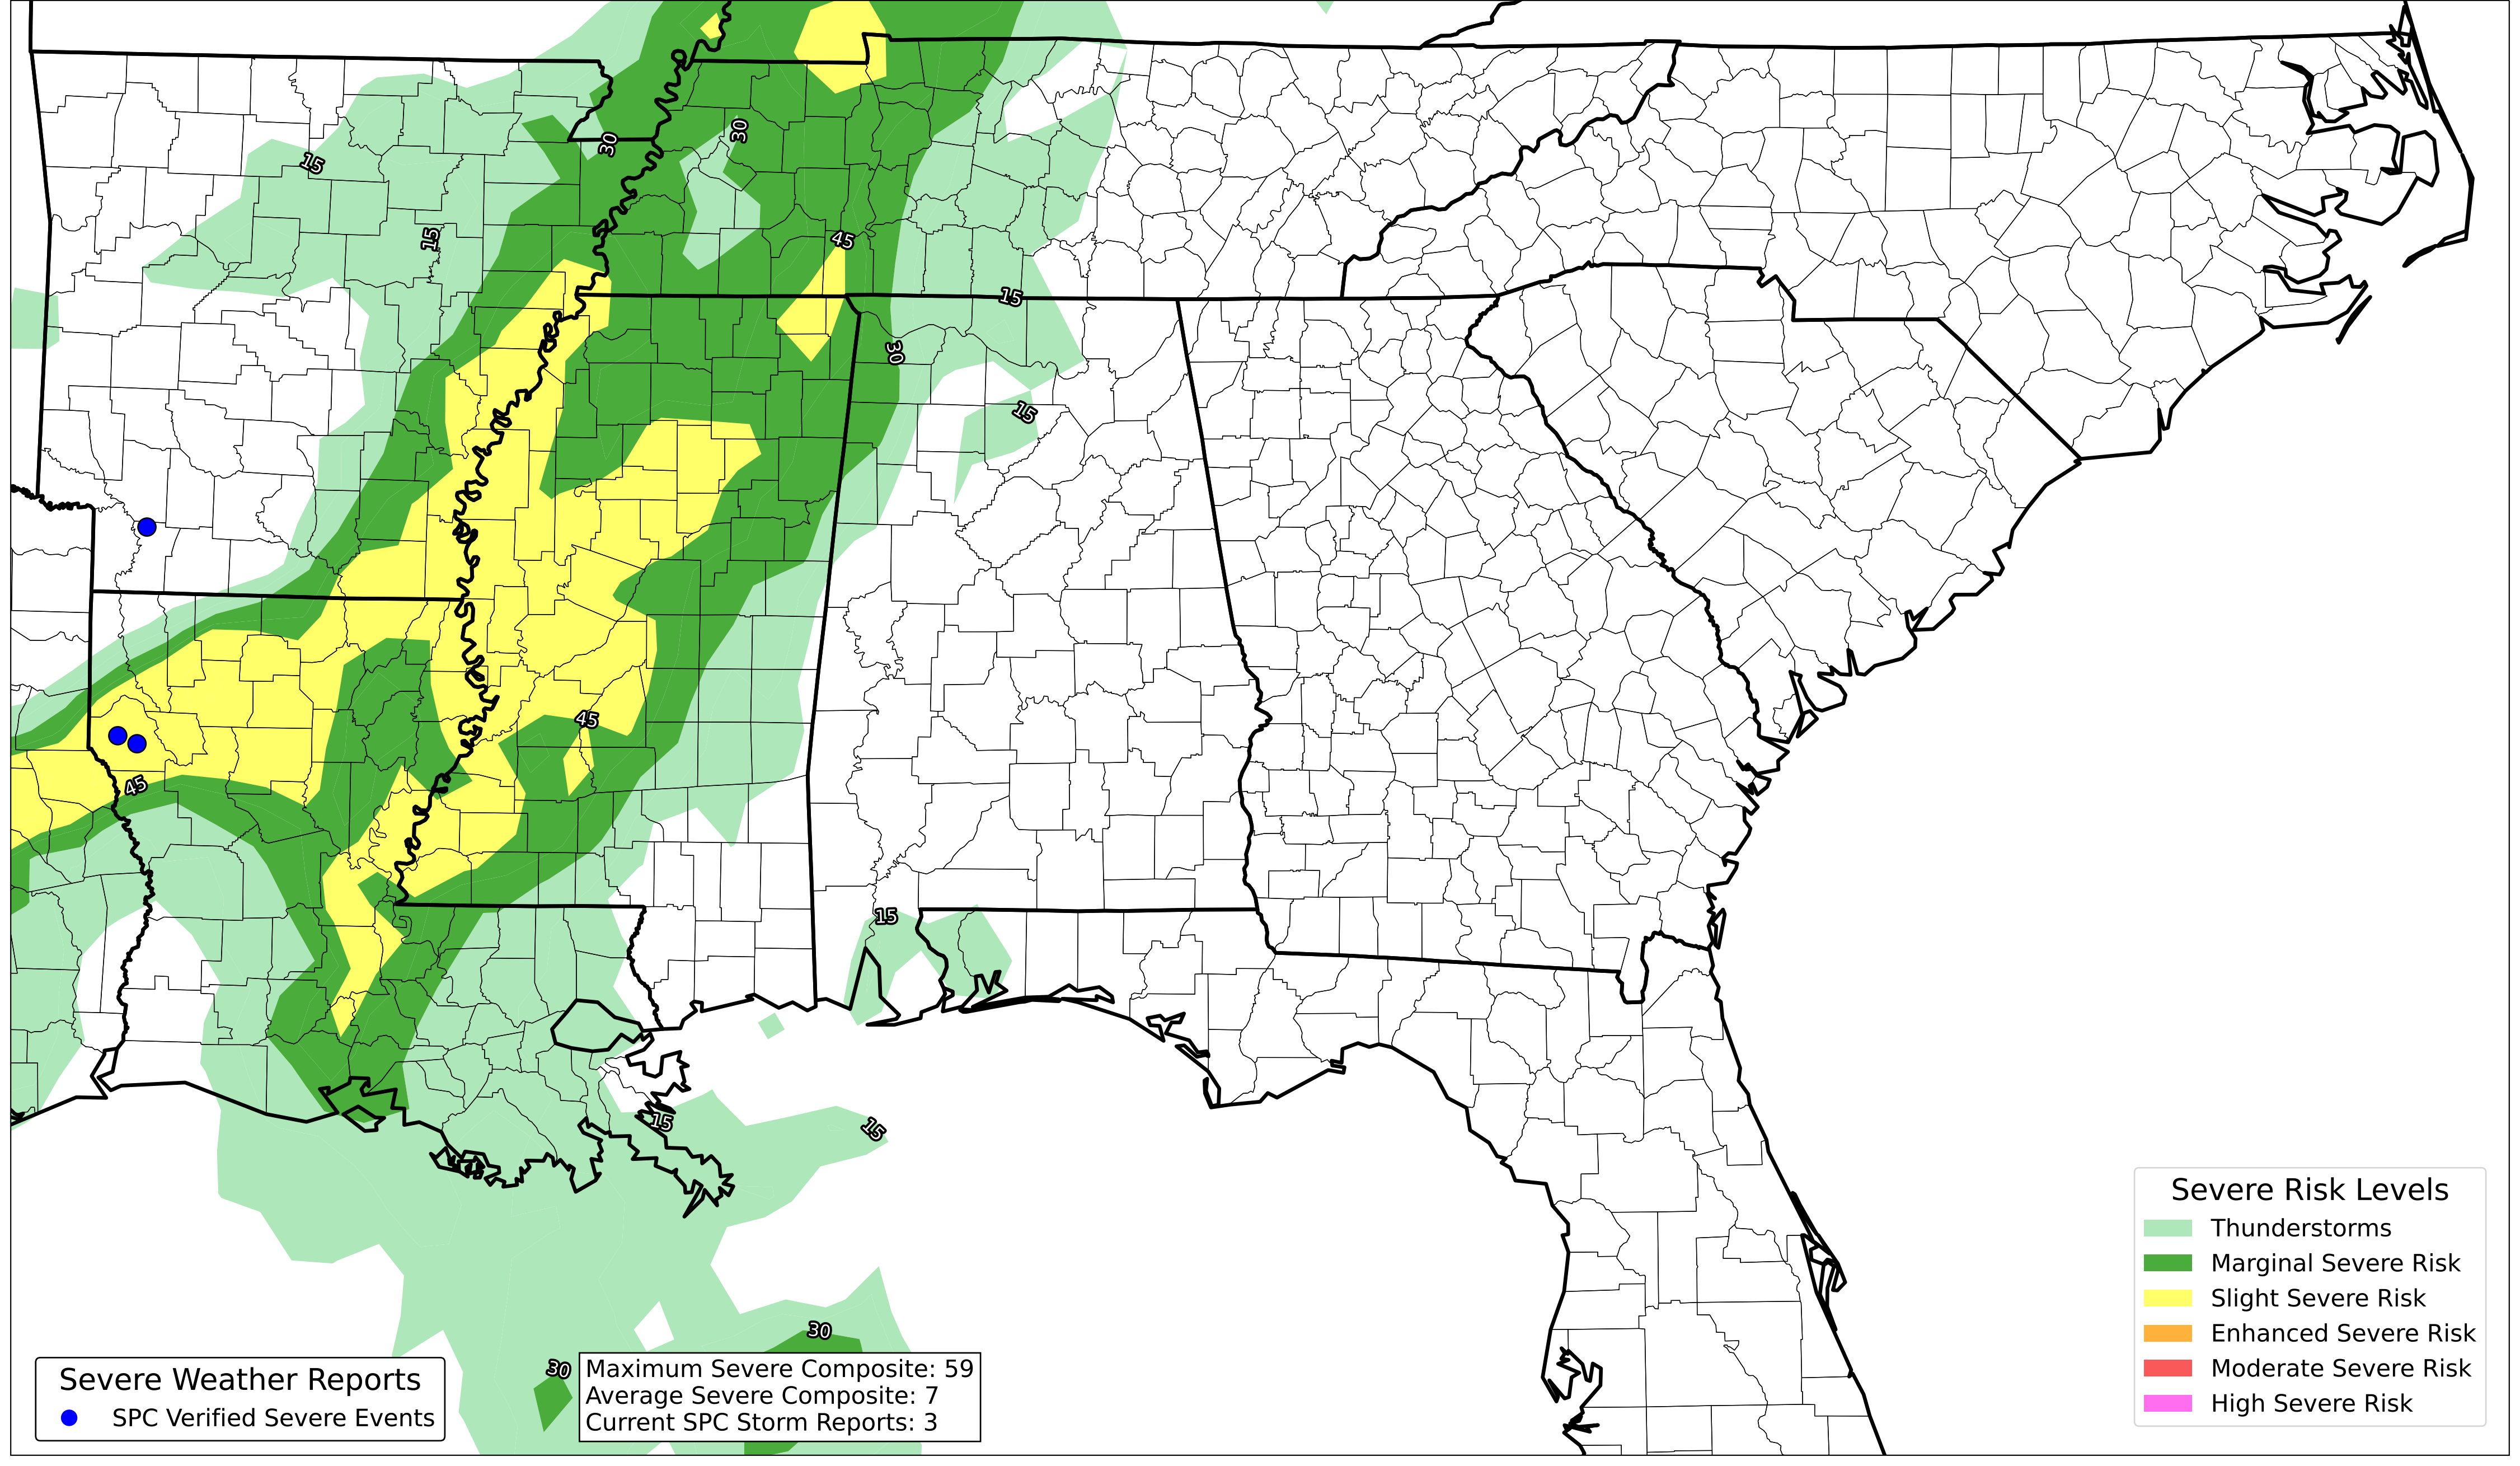 30
30
15
15
45
15
30
15
45
45
15
15
15
30
30
Severe Risk Levels
Thunderstorms
Marginal Severe Risk
Slight Severe Risk
Enhanced Severe Risk
Moderate Severe Risk
High Severe Risk
Severe Weather Reports
SPC Verified Severe Events
Maximum Severe Composite: 59
Average Severe Composite: 7
Current SPC Storm Reports: 3